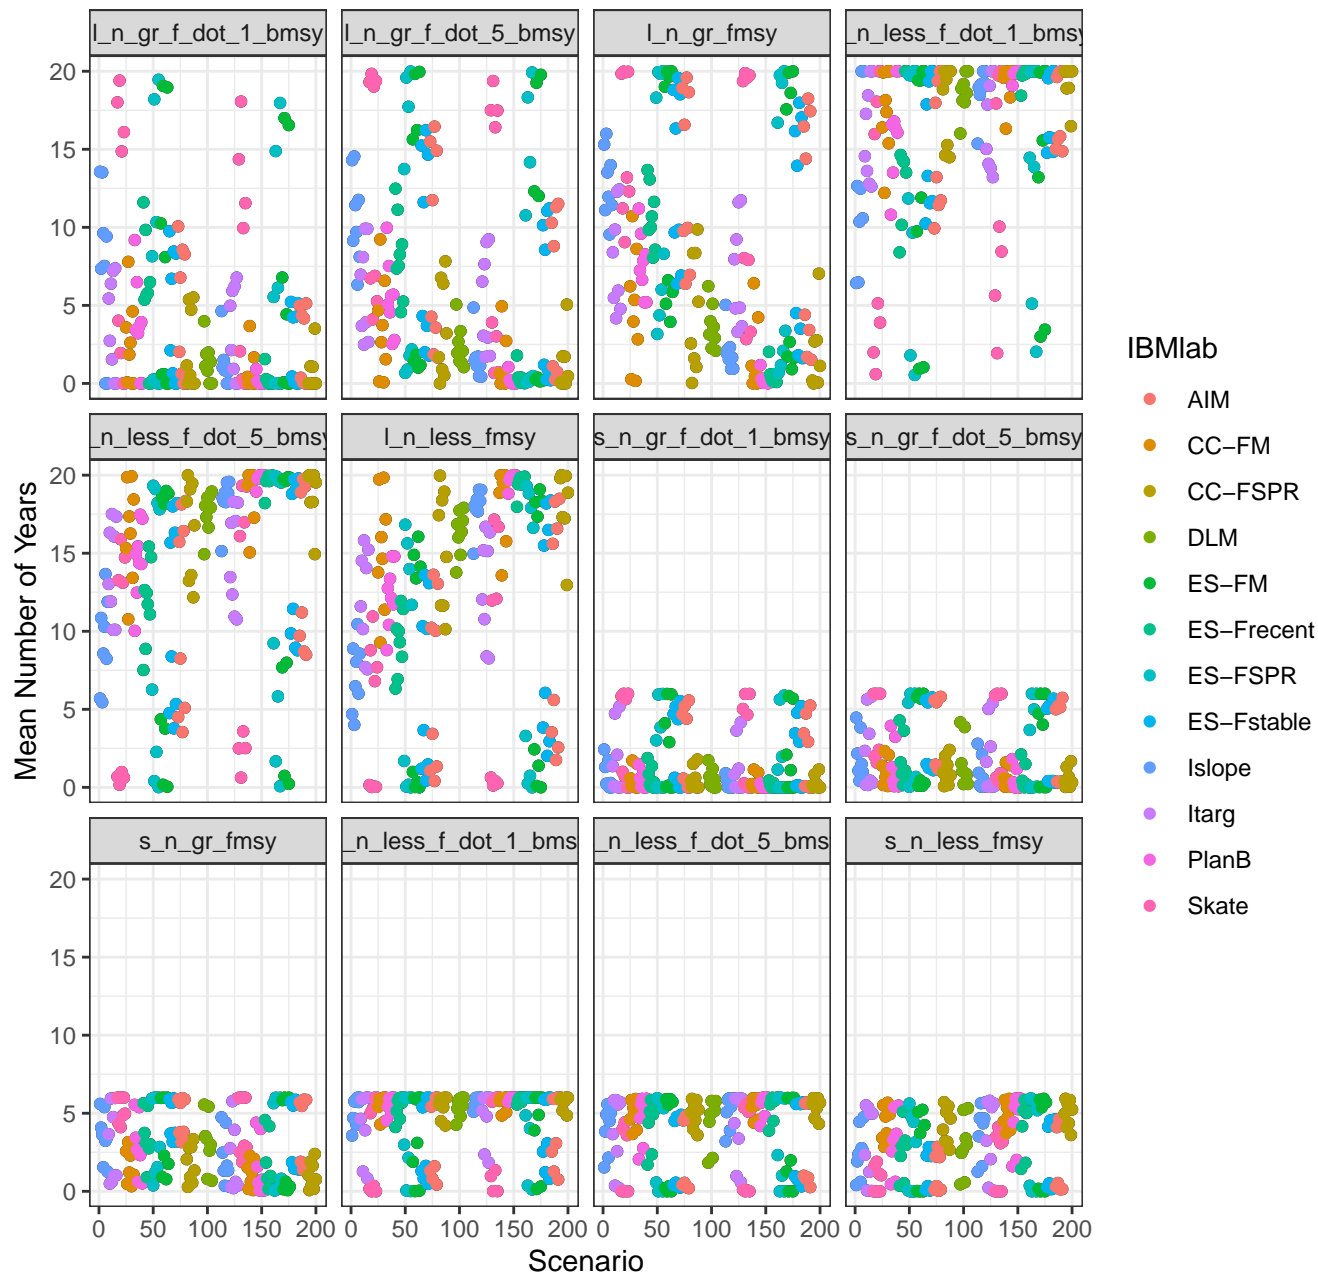 l_n_gr_f_dot_1_bmsy l_n_gr_f_dot_5_bmsy l_n_gr_fmsy _n_less_f_dot_1_bmsy
20
15
10
5
0
_n_less_f_dot_5_bmsy l_n_less_fmsy s_n_gr_f_dot_1_bmsy s_n_gr_f_dot_5_bmsy
20
15
10
5
0
s_n_gr_fmsy _n_less_f_dot_1_bms _n_less_f_dot_5_bms s_n_less_fmsy
20
15
10
5
0
0 50 100 150 200 0 50 100 150 200 0 50 100 150 200 0 50 100 150 200
Scenario
Mean Number of Years
IBMlab
AIM
CC−FM
CC−FSPR
DLM
ES−FM
ES−Frecent
ES−FSPR
ES−Fstable
Islope
Itarg
PlanB
Skate